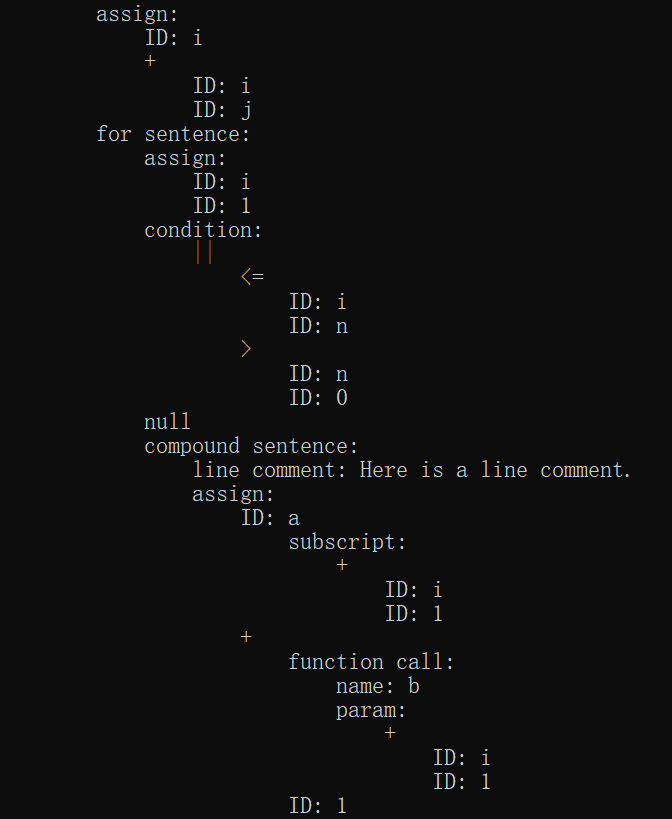 assign:
ID: i
+
ID: i
ID: j
for sentence:
assign:
ID: i
ID: 1
condition:
||
<=
ID: i
ID: n
>
ID: n
ID: 0
null
compound sentence:
line comment: Here is a line comment.
assign:
ID: a
subscript:
+
ID: i
ID: 1
+
function call:
name: b
param:
+
ID: i
ID: 1
ID: 1